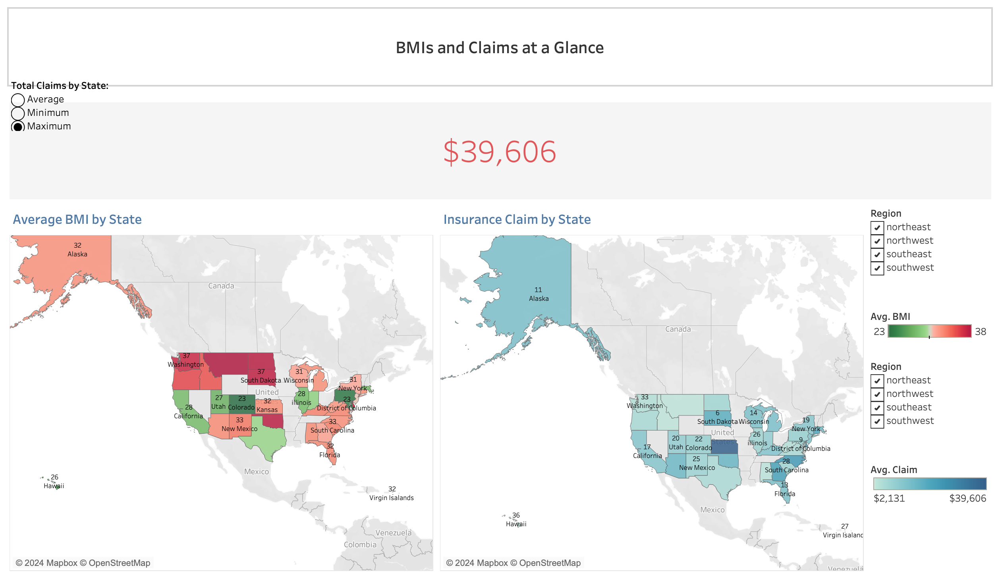 BMIs and Claims at a Glance
Total Claims by State:
Average
Minimum
Maximum
$39,606
Average BMI by State
32
Alaska
Canada
37
Washington
37
South Dakota
31
Wisconsin
31
New York
United
States
28
illinois
27
Utah
23
Colorado
32
Kansas
23
District of Columbia
28
California
33
New Mexico
33
South Carolina
32
Florida
Mexico
26
Hawaii
32
Virgin Isalands
Venezuela
Colombia
© 2024 Mapbox © OpenStreetMap
Insurance Claim by State
11
Alaska
Canada
33
Washington
6
South Dakota
14
Wisconsin
19
New York
United
States
26
illinois
20
Utah
22
Colorado
9
District of Columbia
17
California
25
New Mexico
28
South Carolina
13
Florida
Mexico
36
Hawaii
27
Virgin Isaland
Venezuela
© 2024 Mapbox © OpenStreetMap
Region
northeast
northwest
southeast
southwest
Avg. BMI
23 38
Region
northeast
northwest
southeast
southwest
Avg. Claim
$2,131 $39,606